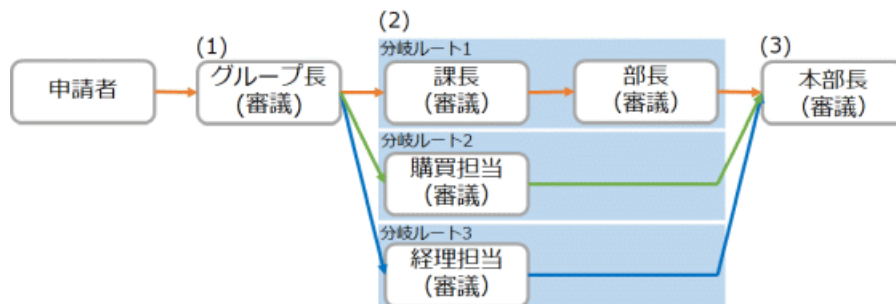 (2)
(1)
(3)
分岐ルート1
申請者
グループ長
(審議)
課長
(審議)
部長
(審議)
本部長
(審議)
分岐ルート2
購買担当
(審議)
分岐ルート3
経理担当
(審議)